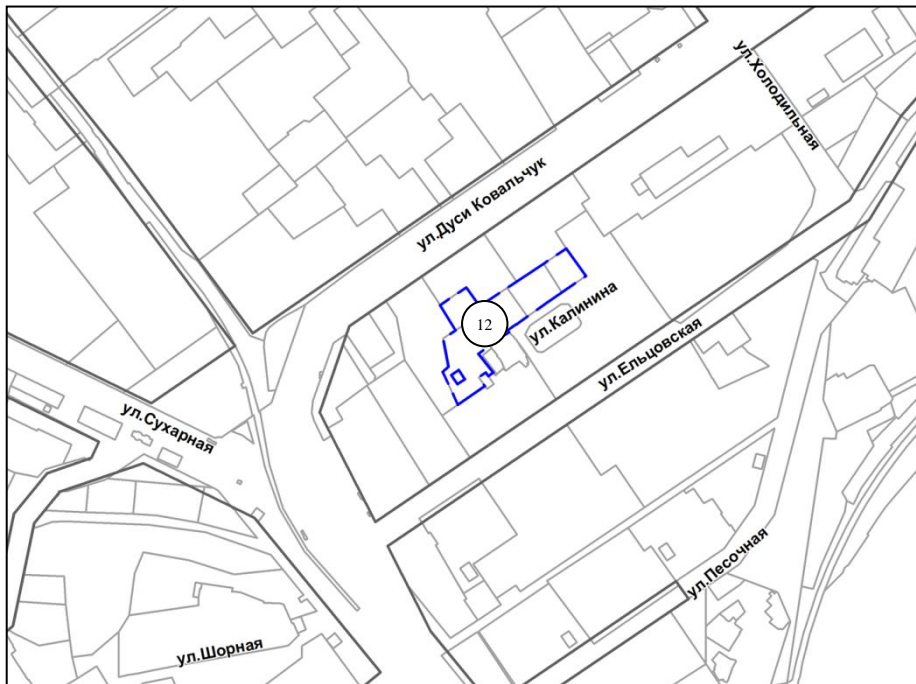 ул.Холодильная
ул.Дуси Ковальчук
12
ул.Калинина
ул.Ельцовская
ул.Сухарная
ул.Песочная
ул.Шорная